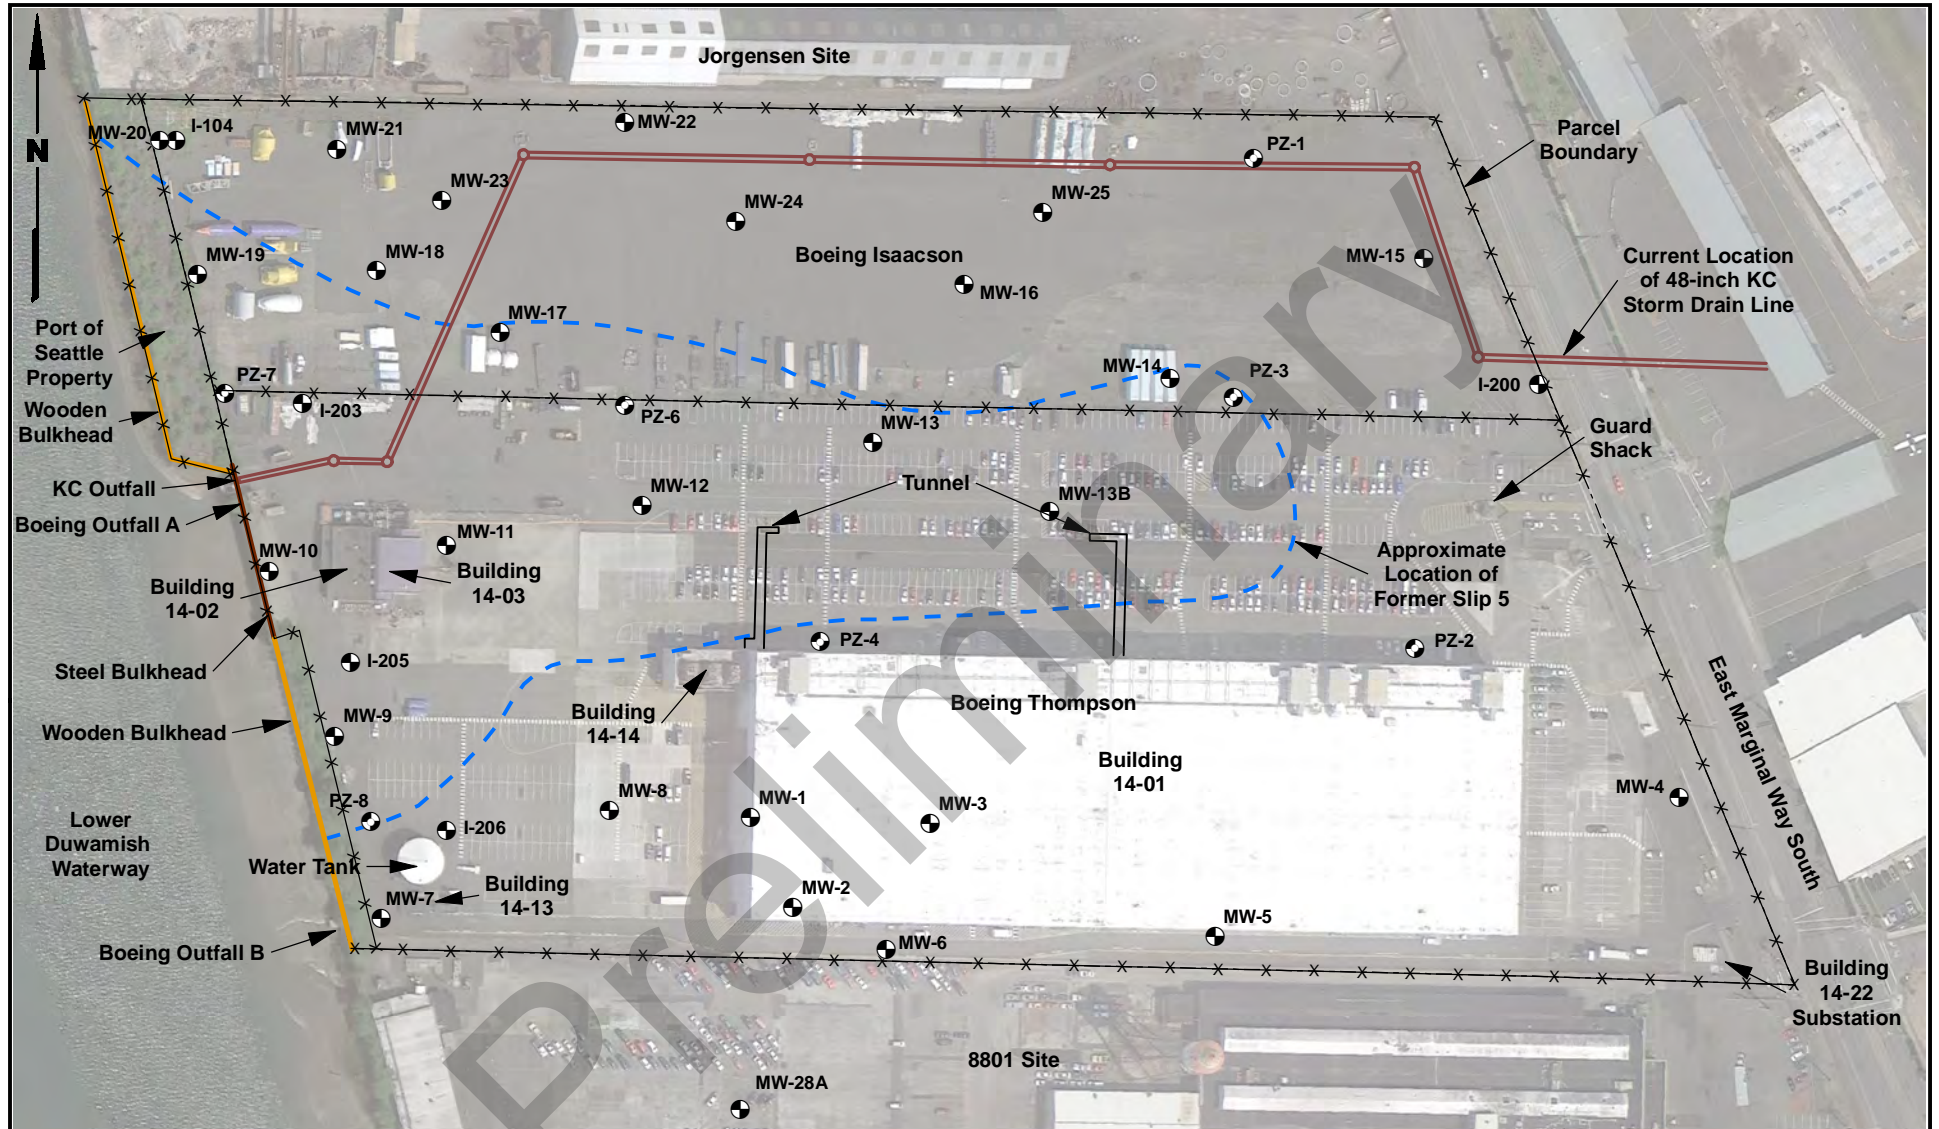 Jorgensen Site
MW-20
I-104
MW-21
MW-22
PZ-1
Parcel
Boundary
N
MW-23
MW-24
MW-25
Boeing Isaacson
MW-15
Current Location
of 48-inch KC
Storm Drain Line
MW-19
MW-18
MW-16
MW-17
Port of
Seattle
Property
PZ-7
MW-14
PZ-3
I-200
Wooden
Bulkhead
I-203
PZ-6
MW-13
Guard
Shack
KC Outfall
MW-12
Tunnel
MW-13B
Boeing Outfall A
MW-10
MW-11
Building
14-03
Building
14-02
Approximate
Location of
Former Slip 5
PZ-4
PZ-2
Steel Bulkhead
I-205
Boeing Thompson
Building
14-14
MW-9
Wooden Bulkhead
Building
14-01
East Marginal Way South
MW-4
PZ-8
I-206
MW-8
MW-1
MW-3
Lower
Duwamish
Waterway
Water Tank
MW-7
Building
14-13
MW-2
MW-5
MW-6
Boeing Outfall B
Building
14-22
Substation
8801 Site
MW-28A
Preliminary